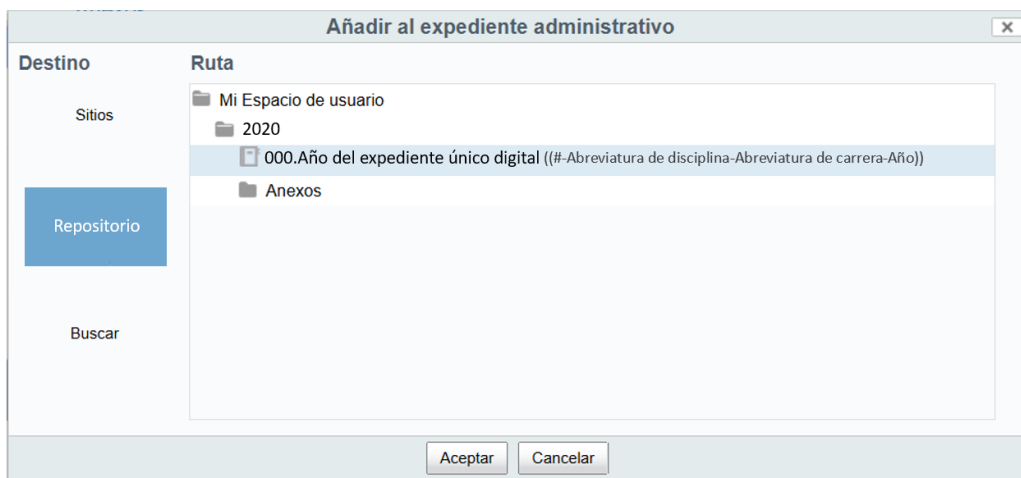 Añadir al expediente administrativo
Destino
Ruta
Sitios
Repositorio
Buscar
Mi Espacio de usuario
2020
000.Año del expediente único digital ((#-Abreviatura de disciplina-Abreviatura de carrera-Año))
Anexos
Aceptar
Cancelar